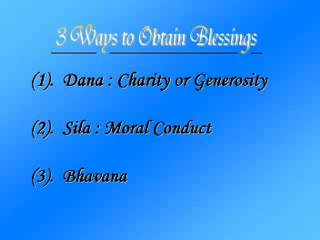 3 Ways to Obtain Blessings
(1). Dana : Charity or Generosity
(2). Sila : Moral Conduct
(3). Bhavana